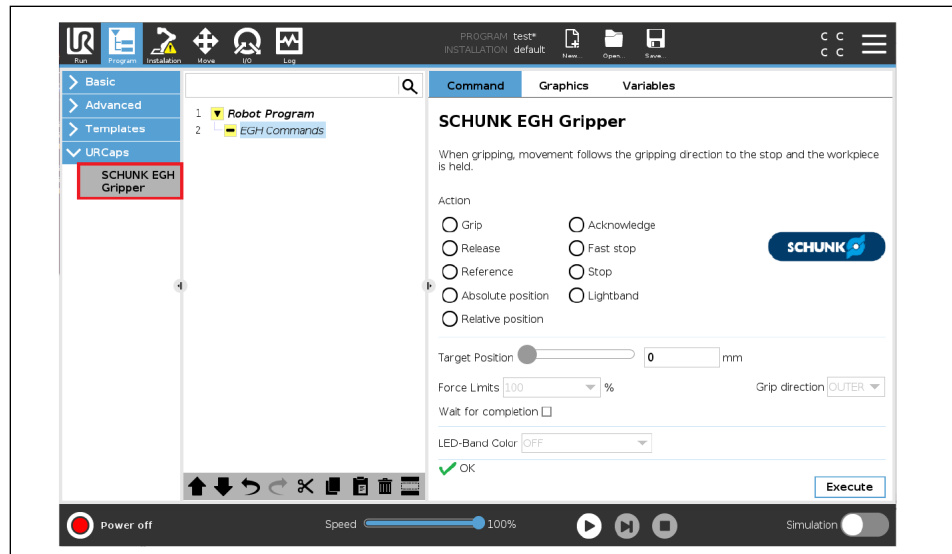 UR
PROGRAM test*
INSTALLATION default
C C
C C
Run Program Installation Move I/O Log New... Open... Save...
Basic
Advanced
Templates
URCaps
SCHUNK EGH
Gripper
1 Robot Program
2 EGH Commands
Command Graphics Variables
SCHUNK EGH Gripper
When gripping, movement follows the gripping direction to the stop and the workpiece
is held.
Action
Grip Acknowledge
Release Fast stop
Reference Stop
Absolute position Lightband
Relative position
SCHUNK
Target Position 0 mm
Force Limits 100 % Grip direction OUTER
Wait for completion
LED-Band Color OFF
OK
Execute
Power off Speed 100% Simulation